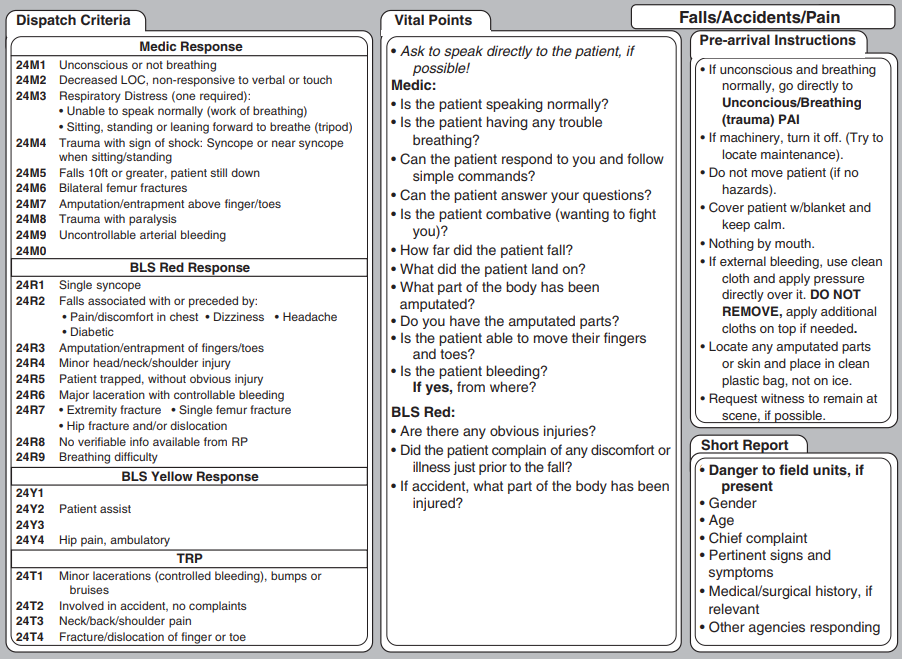 Dispatch Criteria
Medic Response
24M1 Unconscious or not breathing
24M2 Decreased LOC, non-responsive to verbal or touch
24M3 Respiratory Distress (one required):
• Unable to speak normally (work of breathing)
• Sitting, standing or leaning forward to breathe (tripod)
24M4 Trauma with sign of shock: Syncope or near syncope
when sitting/standing
24M5 Falls 10ft or greater, patient still down
24M6 Bilateral femur fractures
24M7 Amputation/entrapment above finger/toes
24M8 Trauma with paralysis
24M9 Uncontrollable arterial bleeding
24M0
BLS Red Response
24R1 Single syncope
24R2 Falls associated with or preceded by:
• Pain/discomfort in chest • Dizziness • Headache
• Diabetic
24R3 Amputation/entrapment of fingers/toes
24R4 Minor head/neck/shoulder injury
24R5 Patient trapped, without obvious injury
24R6 Major laceration with controllable bleeding
24R7 • Extremity fracture • Single femur fracture
• Hip fracture and/or dislocation
24R8 No verifiable info available from RP
24R9 Breathing difficulty
BLS Yellow Response
24Y1
24Y2 Patient assist
24Y3
24Y4 Hip pain, ambulatory
TRP
24T1 Minor lacerations (controlled bleeding), bumps or
bruises
24T2 Involved in accident, no complaints
24T3 Neck/back/shoulder pain
24T4 Fracture/dislocation of finger or toe
Vital Points
• Ask to speak directly to the patient, if
possible!
Medic:
• Is the patient speaking normally?
• Is the patient having any trouble
breathing?
• Can the patient respond to you and follow
simple commands?
• Can the patient answer your questions?
• Is the patient combative (wanting to fight
you)?
• How far did the patient fall?
• What did the patient land on?
• What part of the body has been
amputated?
• Do you have the amputated parts?
• Is the patient able to move their fingers
and toes?
• Is the patient bleeding?
If yes, from where?
BLS Red:
• Are there any obvious injuries?
• Did the patient complain of any discomfort or
illness just prior to the fall?
• If accident, what part of the body has been
injured?
Falls/Accidents/Pain
Pre-arrival Instructions
• If unconscious and breathing
normally, go directly to
Unconcious/Breathing
(trauma) PAI
• If machinery, turn it off. (Try to
locate maintenance).
• Do not move patient (if no
hazards).
• Cover patient w/blanket and
keep calm.
• Nothing by mouth.
• If external bleeding, use clean
cloth and apply pressure
directly over it. DO NOT
REMOVE, apply additional
cloths on top if needed.
• Locate any amputated parts
or skin and place in clean
plastic bag, not on ice.
• Request witness to remain at
scene, if possible.
Short Report
• Danger to field units, if
present
• Gender
• Age
• Chief complaint
• Pertinent signs and
symptoms
• Medical/surgical history, if
relevant
• Other agencies responding